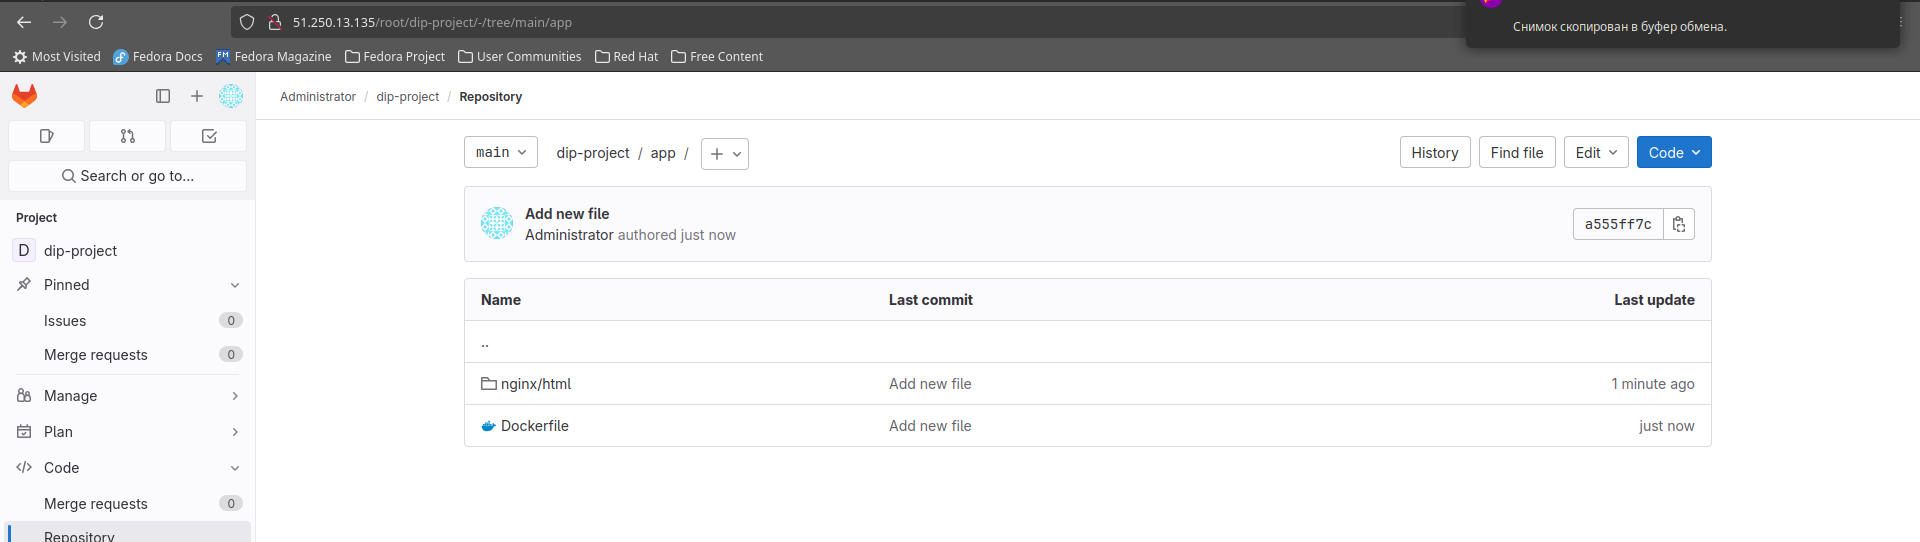 51.250.13.135/root/dip-project/-/tree/main/app
Снимок скопирован в буфер обмена.
Most Visited Fedora Docs Fedora Magazine Fedora Project User Communities Red Hat Free Content
Administrator / dip-project / Repository
Search or go to...
Project
D dip-project
Pinned
Issues 0
Merge requests 0
Manage
Plan
Code
Merge requests 0
Repository
main dip-project / app / History Find file Edit Code
Add new file
Administrator authored just now
a555ff7c
Name Last commit Last update
..
nginx/html Add new file 1 minute ago
Dockerfile Add new file just now